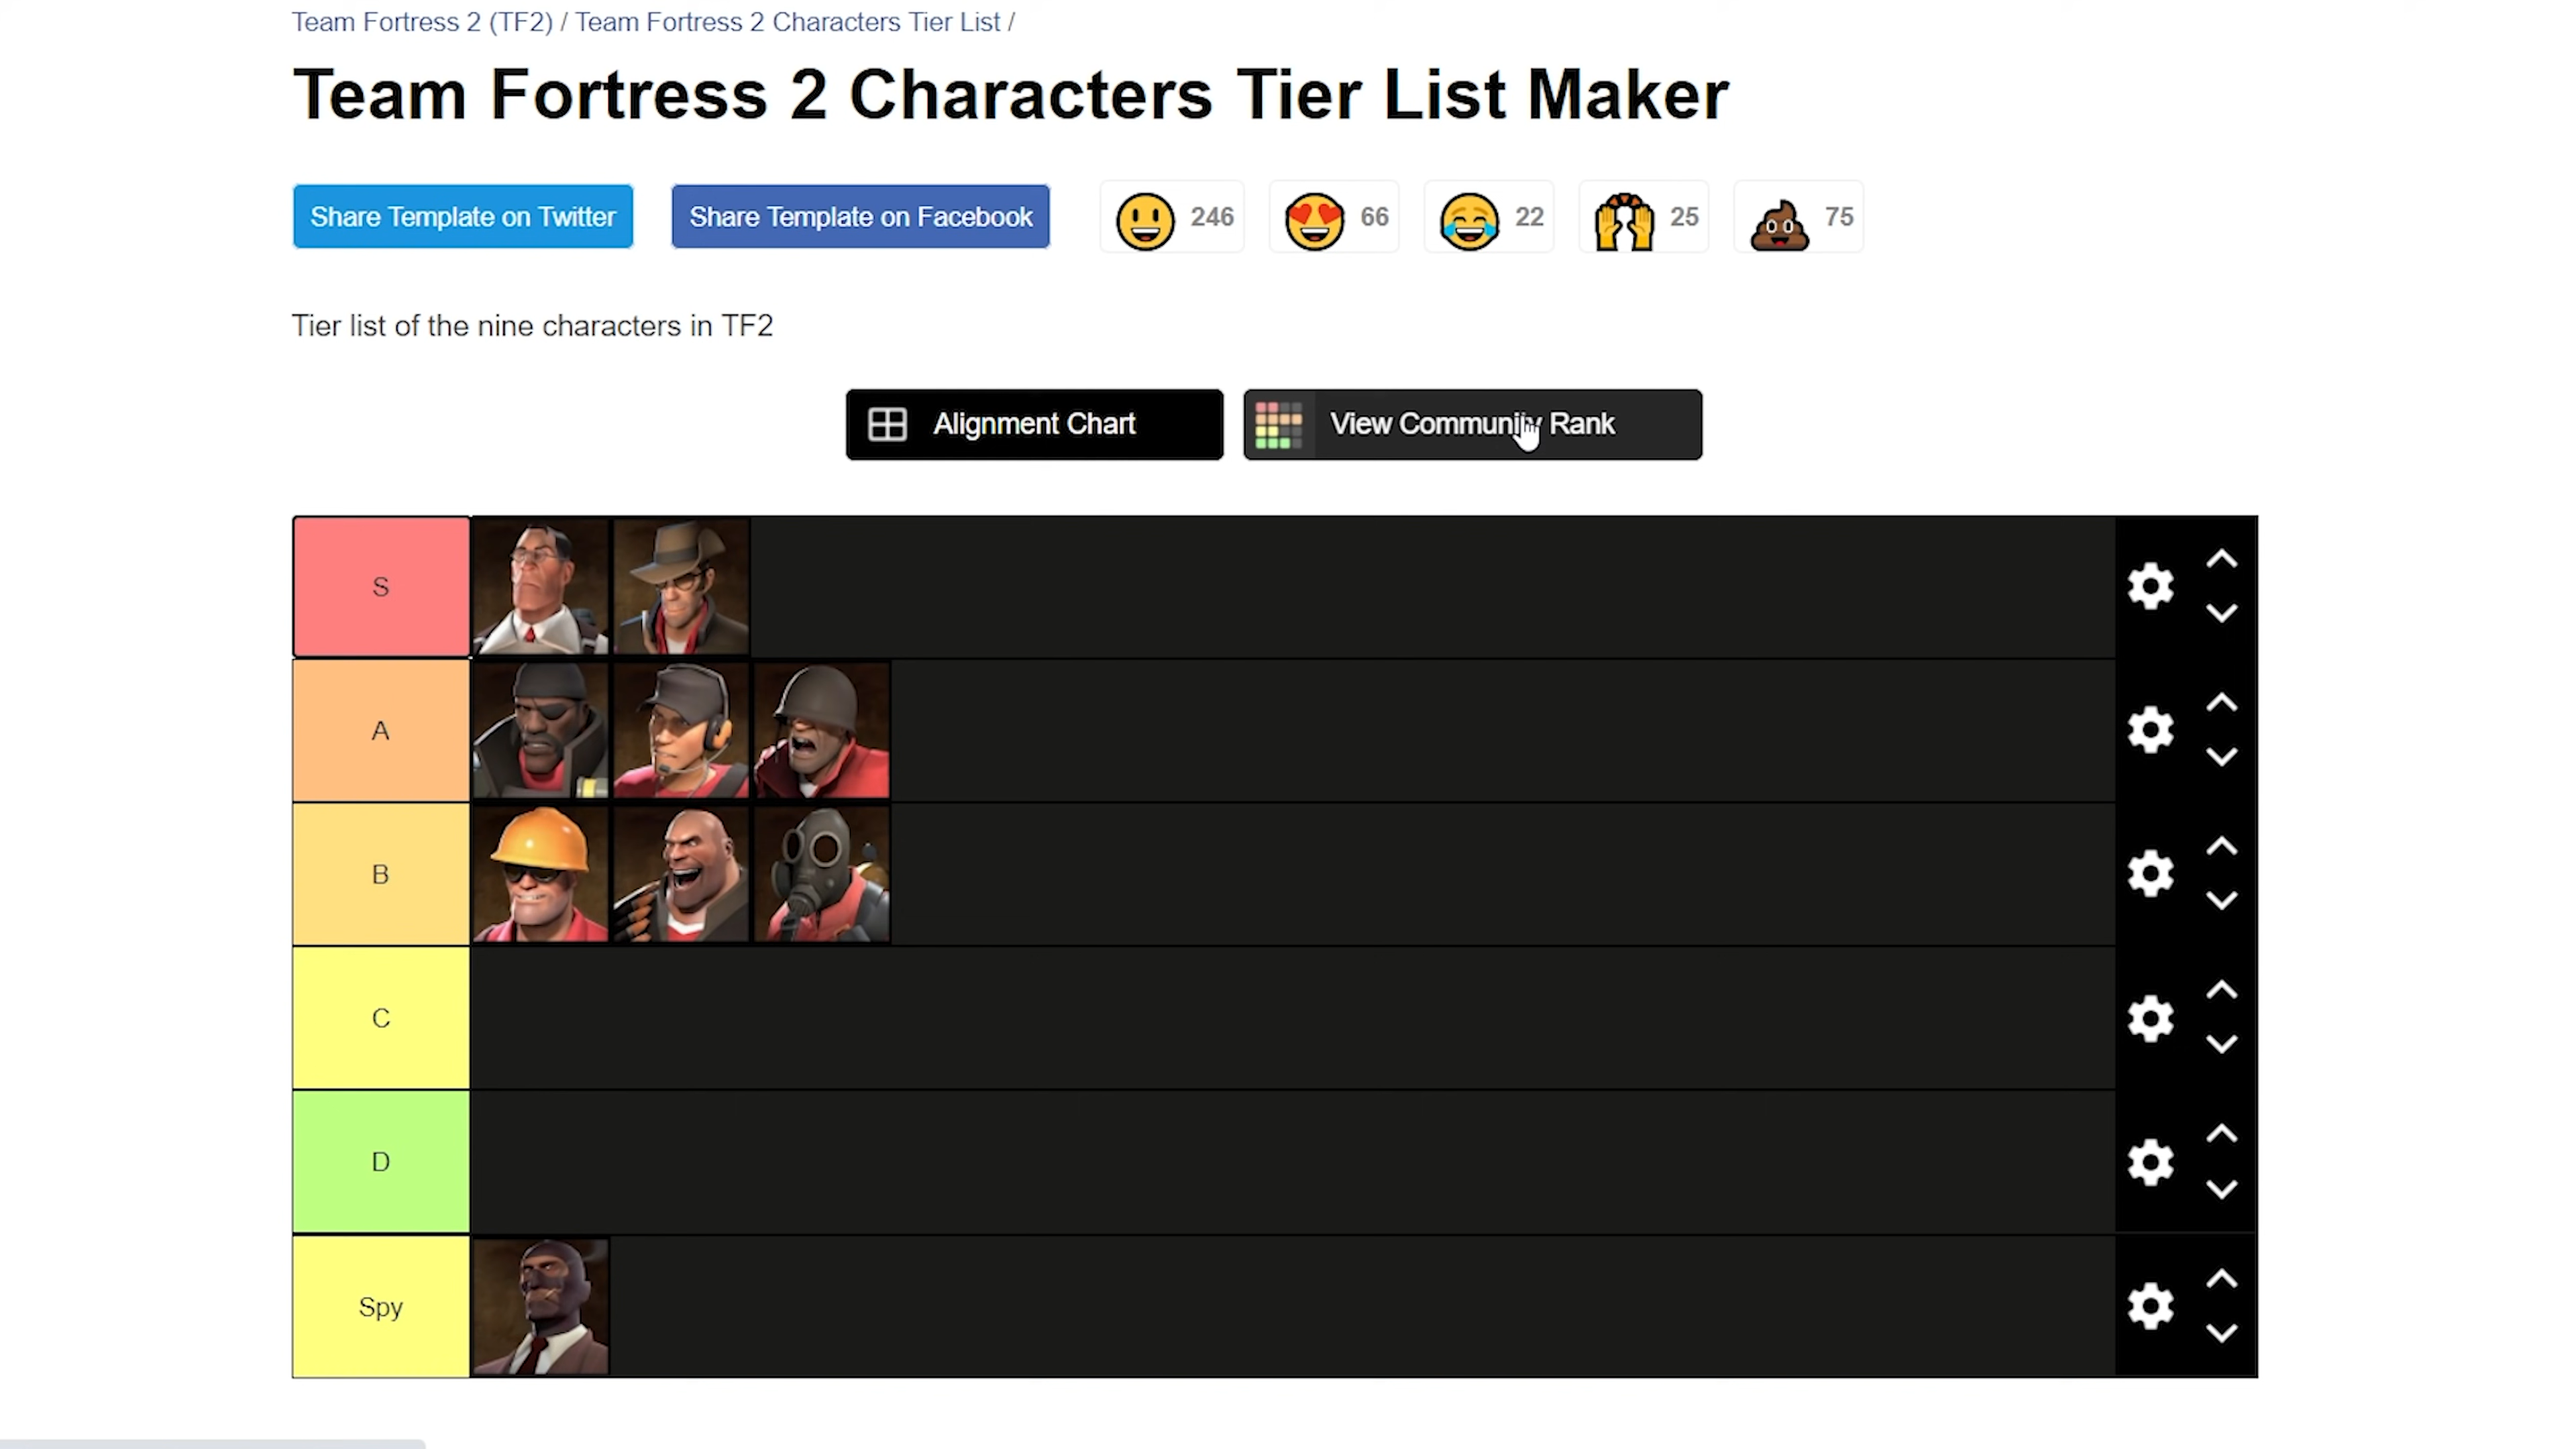 Team Fortress 2 (TF2) / Team Fortress 2 Characters Tier List /
Team Fortress 2 Characters Tier List Maker
Share Template on Twitter
Share Template on Facebook
246
66
22
25
75
Tier list of the nine characters in TF2
Alignment Chart
View Community Rank
S
A
B
C
D
Spy